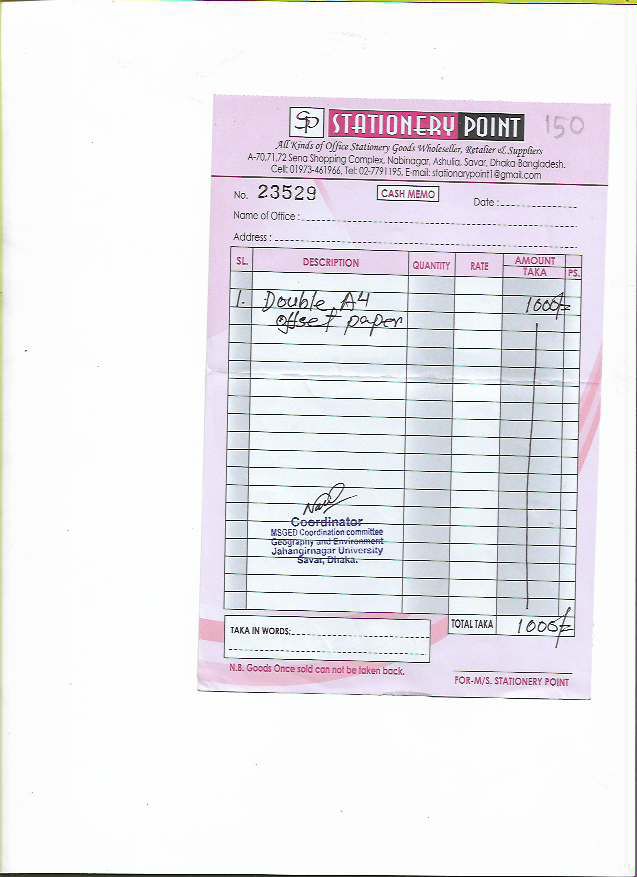 SP STATIONERY POINT 150
All Kinds of Office Stationery Goods Wholeseller, Retalier & Suppliers
A-70,71,72 Sena Shopping Complex, Nabinagar, Ashulia, Savar, Dhaka Bangladesh.
Cell: 01973-461966, Tel: 02-7791195, E-mail: stationarypoint1@gmail.com
No. 23529 CASH MEMO Date :
Name of Office :
Address :
SL. DESCRIPTION QUANTITY RATE AMOUNT
TAKA PS.
1. Double A4 1000/=
offset paper
Coordinator
MSGED Coordination committee
Geography and Environment
Jahangirnagar University
Savar, Dhaka.
TAKA IN WORDS: TOTAL TAKA 1000/=
N.B. Goods Once sold can not be taken back.
FOR-M/S. STATIONERY POINT